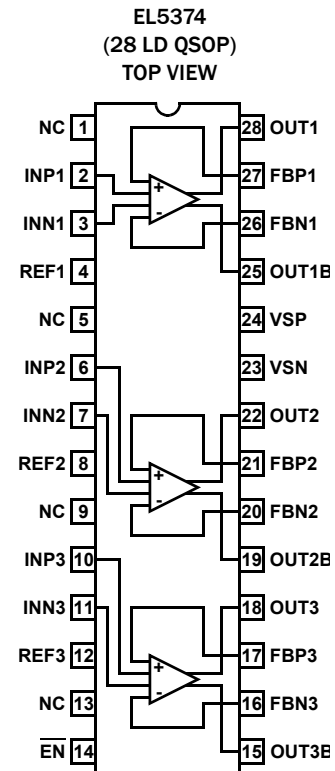 EL5374
(28 LD QSOP)
TOP VIEW
NC 1
28 OUT1
INP1 2
27 FBP1
INN1 3
26 FBN1
REF1 4
25 OUT1B
NC 5
24 VSP
INP2 6
23 VSN
INN2 7
22 OUT2
REF2 8
21 FBP2
NC 9
20 FBN2
INP3 10
19 OUT2B
INN3 11
18 OUT3
REF3 12
17 FBP3
NC 13
16 FBN3
EN 14
15 OUT3B
+
-
+
-
+
-